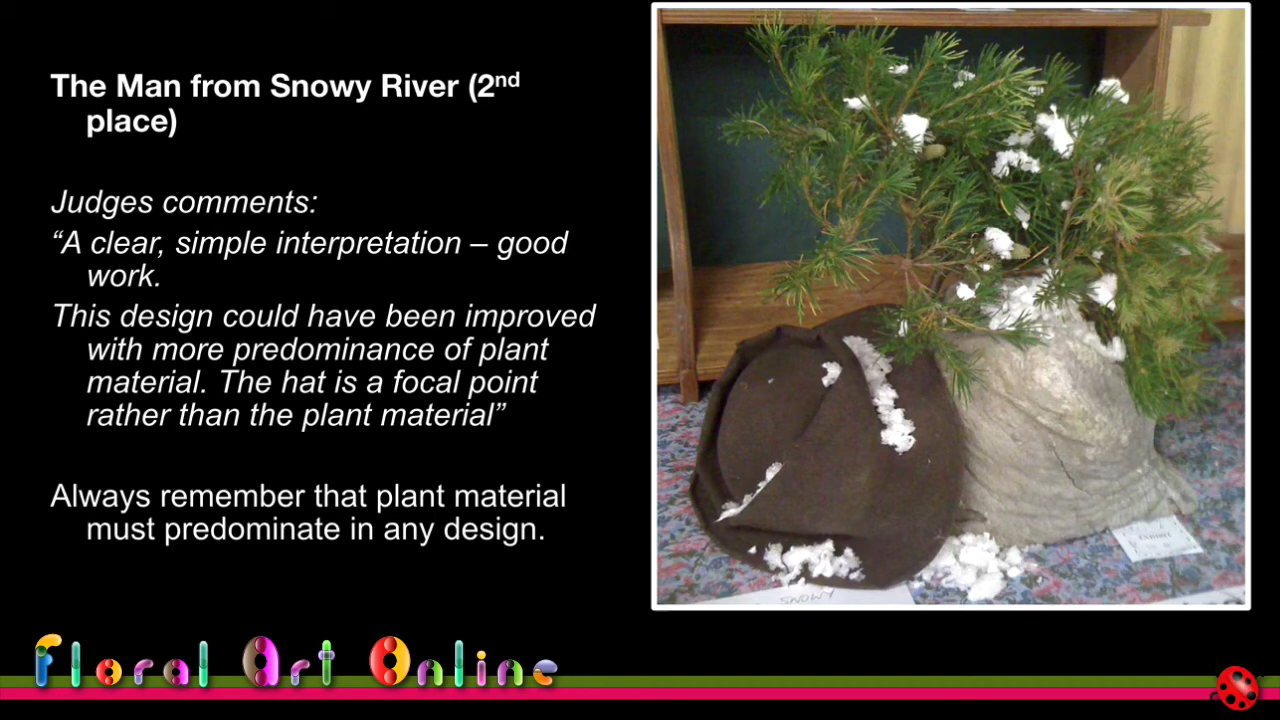 The Man from Snowy River (2nd
place)
Judges comments:
“A clear, simple interpretation – good
work.
This design could have been improved
with more predominance of plant
material. The hat is a focal point
rather than the plant material”
Always remember that plant material
must predominate in any design.
SNOWY
Floral Art Online